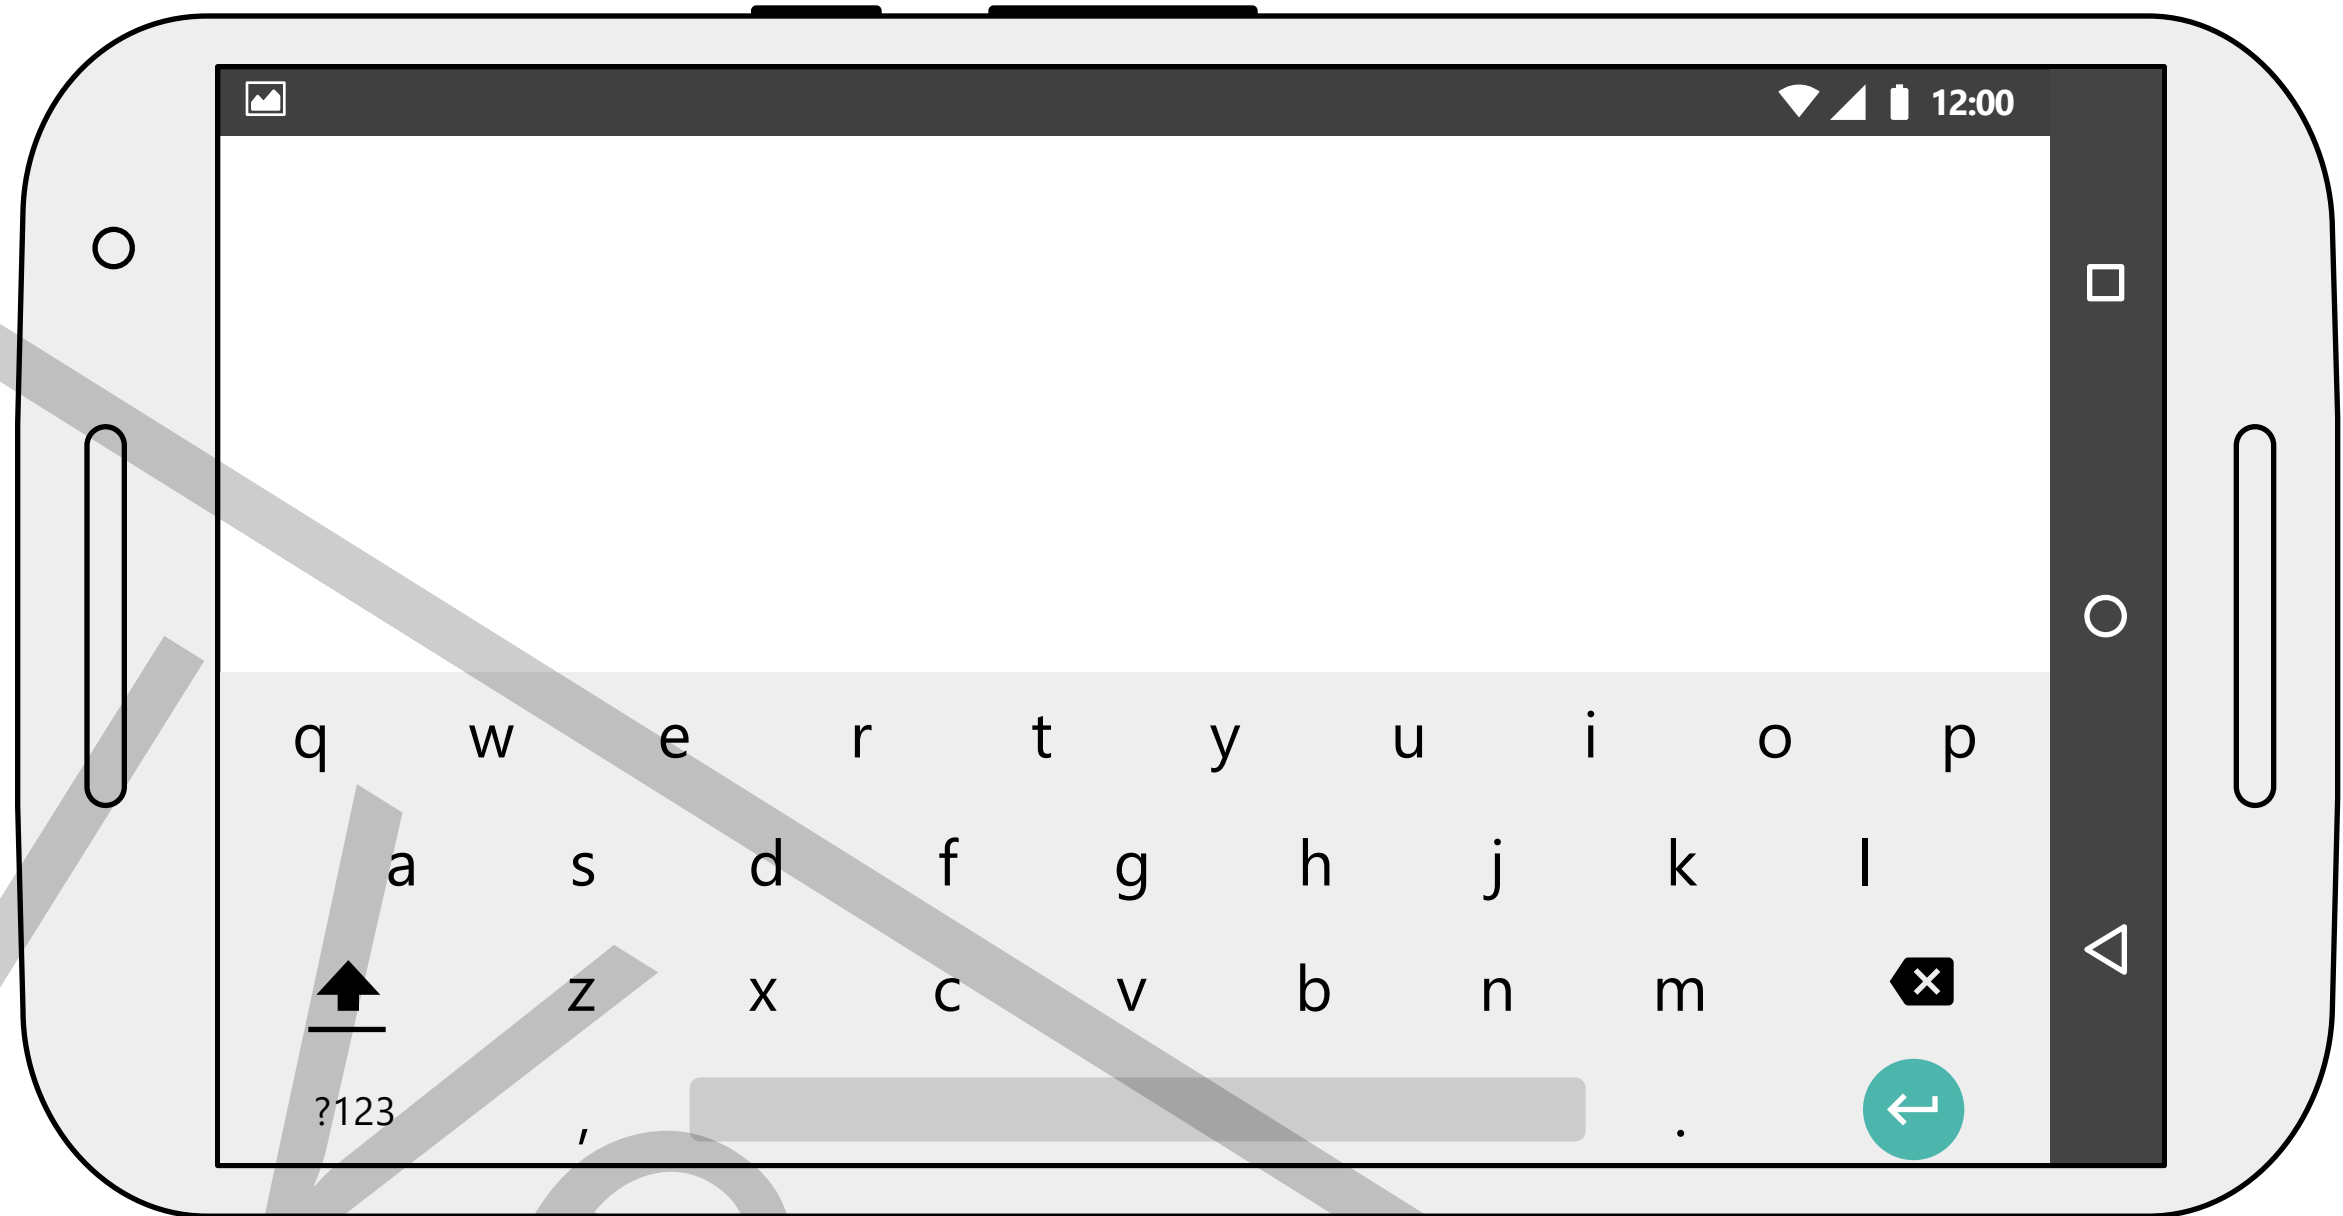 12:00
q w e r t y u i o p
a s d f g h j k l
z x c v b n m
?123 , .